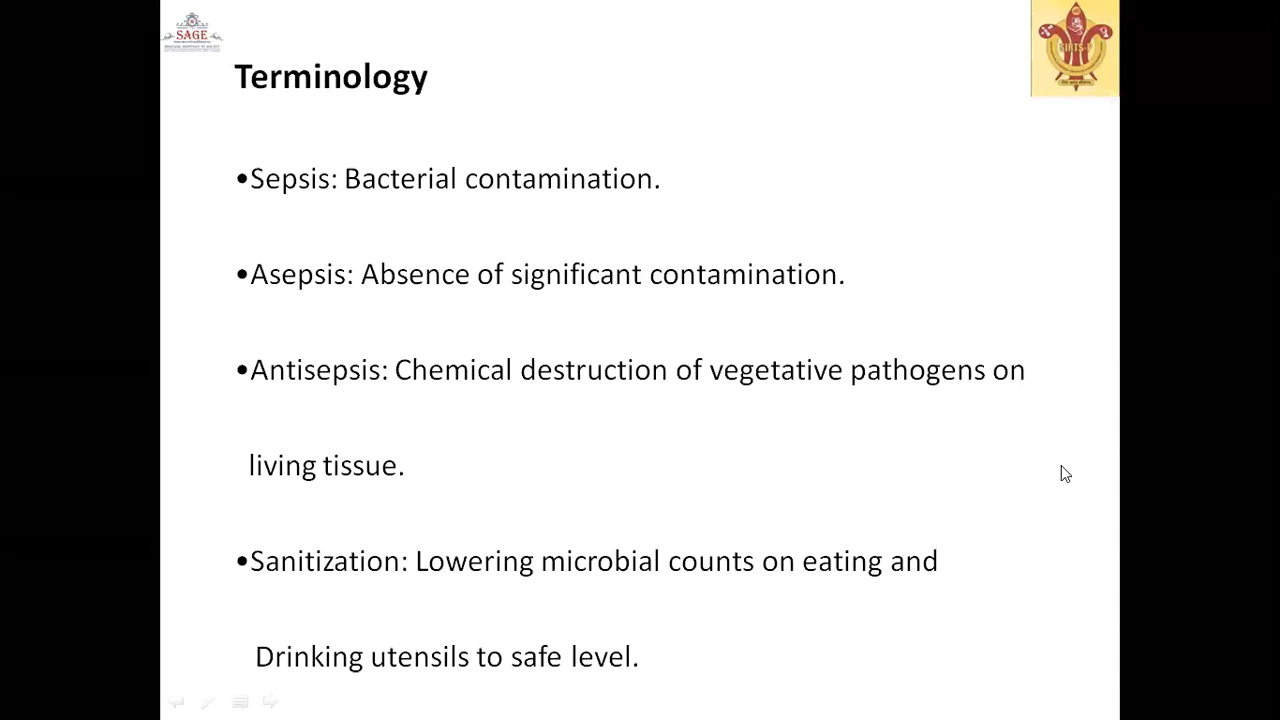 SAGE
Terminology
•Sepsis: Bacterial contamination.
•Asepsis: Absence of significant contamination.
•Antisepsis: Chemical destruction of vegetative pathogens on
living tissue.
•Sanitization: Lowering microbial counts on eating and
Drinking utensils to safe level.